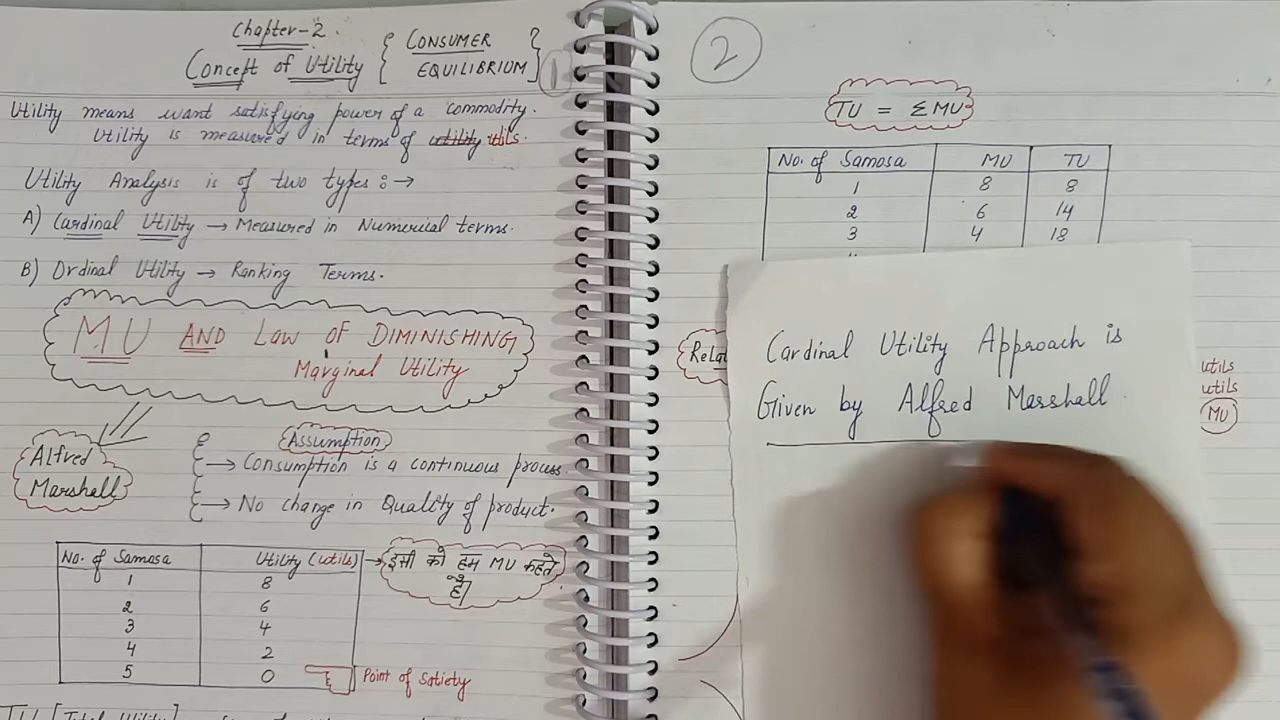 Chapter-2.
Concept of Utility { CONSUMER EQUILIBRIUM }
1
Utility means want satisfying power of a commodity.
Utility is measured in terms of utility utils.
Utility Analysis is of two types :→
A) Cardinal Utility → Measured in Numerical terms.
B) Ordinal Utility → Ranking Terms.
MU AND LAW OF DIMINISHING
Marginal Utility
Alfred
Marshall
Assumption
→ Consumption is a continuous process.
→ No change in Quality of product.
No. of Samosa Utility (utils) → इसी को हम MU कहते है।
1 8
2 6
3 4
4 2
5 0 Point of Satiety
2
TU = ΣMU
No. of Samosa MU TU
1 8 8
2 6 14
3 4 18
Cardinal Utility Approach is
Given by Alfred Marshall.
utils
utils
MU